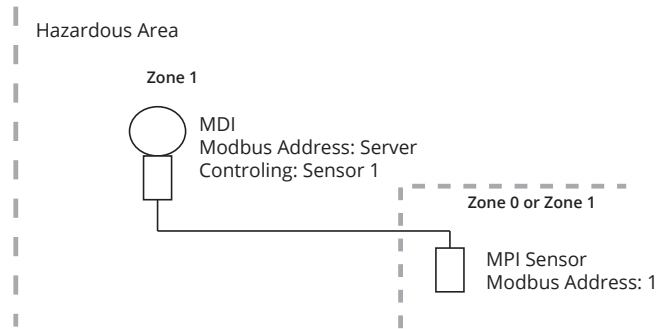 Hazardous Area
Zone 1
MDI
Modbus Address: Server
Controling: Sensor 1
Zone 0 or Zone 1
MPI Sensor
Modbus Address: 1